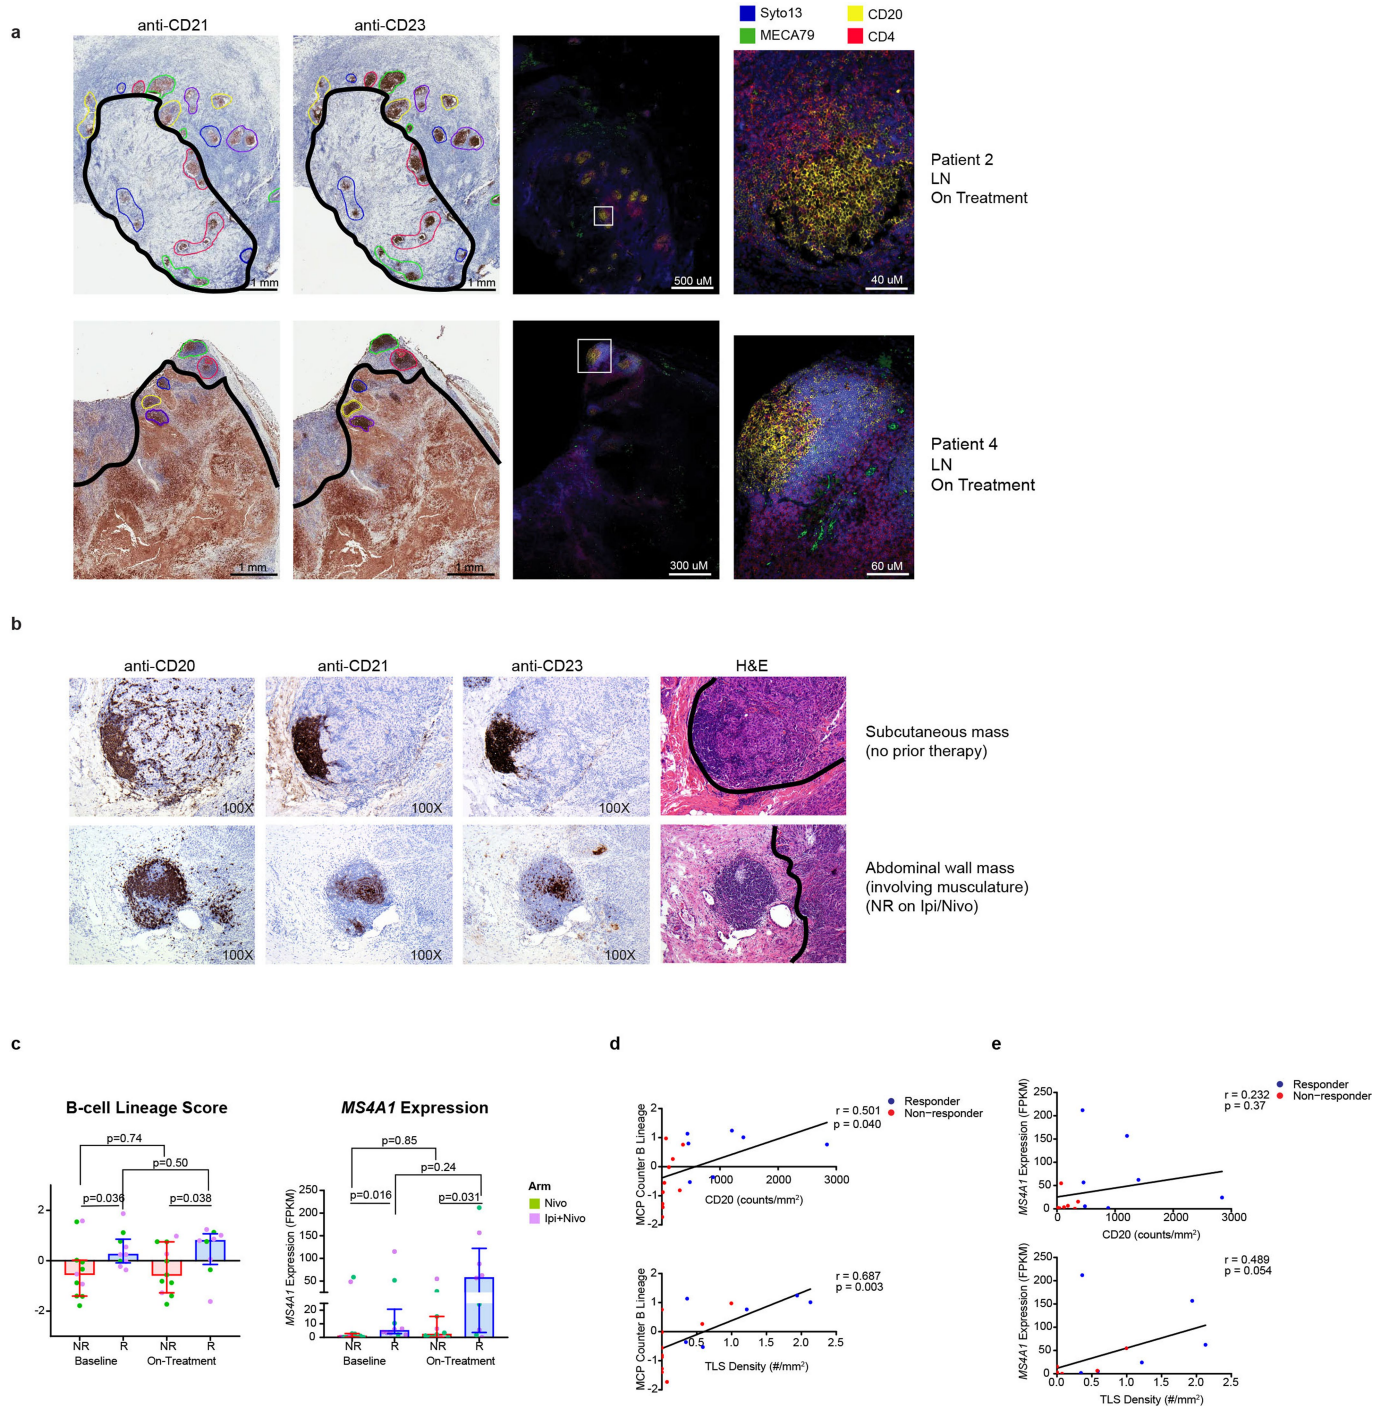 a
anti-CD21
anti-CD23
Syto13
CD20
MECA79
CD4
1 mm
1 mm
500 uM
40 uM
Patient 2
LN
On Treatment
1 mm
1 mm
300 uM
60 uM
Patient 4
LN
On Treatment
b
anti-CD20
anti-CD21
anti-CD23
H&E
100X
100X
100X
Subcutaneous mass
(no prior therapy)
100X
100X
100X
Abdominal wall mass
(involving musculature)
(NR on Ipi/Nivo)
c
B-cell Lineage Score
p=0.74
p=0.50
p=0.036
p=0.038
2
0
-2
NR
R
NR
R
Baseline
On-Treatment
MS4A1 Expression
p=0.85
p=0.24
p=0.016
p=0.031
MS4A1 Expression (FPKM)
250
200
150
100
50
20
10
0
NR
R
NR
R
Baseline
On-Treatment
Arm
Nivo
Ipi+Nivo
d
Responder
Non-responder
r = 0.501
p = 0.040
MCP Counter B Lineage
2
1
0
-1
-2
1000
2000
3000
CD20 (counts/mm²)
r = 0.687
p = 0.003
MCP Counter B Lineage
2
1
0
-1
-2
0.5
1.0
1.5
2.0
2.5
TLS Density (#/mm²)
e
Responder
Non-responder
r = 0.232
p = 0.37
MS4A1 Expression (FPKM)
250
200
150
100
50
0
0
1000
2000
3000
CD20 (counts/mm²)
r = 0.489
p = 0.054
MS4A1 Expression (FPKM)
250
200
150
100
50
0
0.0
0.5
1.0
1.5
2.0
2.5
TLS Density (#/mm²)